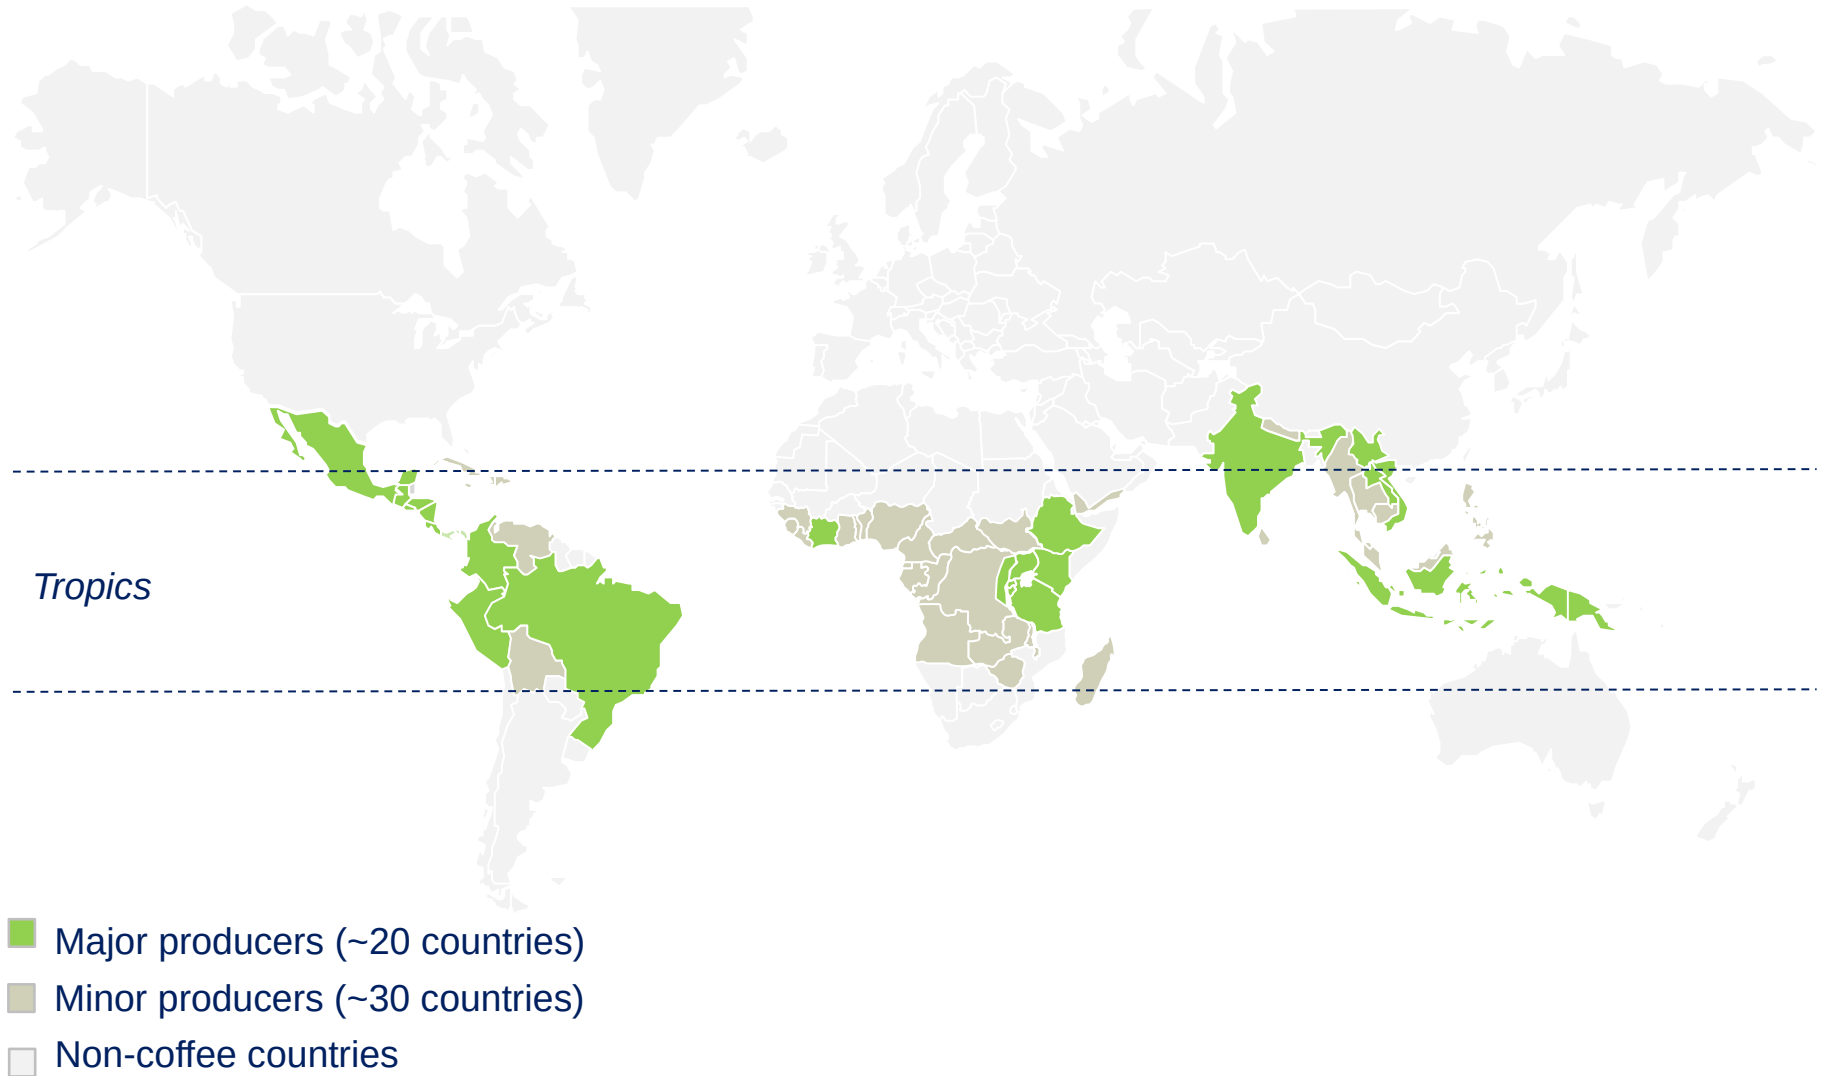 Tropics
Major producers (~20 countries)
Minor producers (~30 countries)
Non-coffee countries